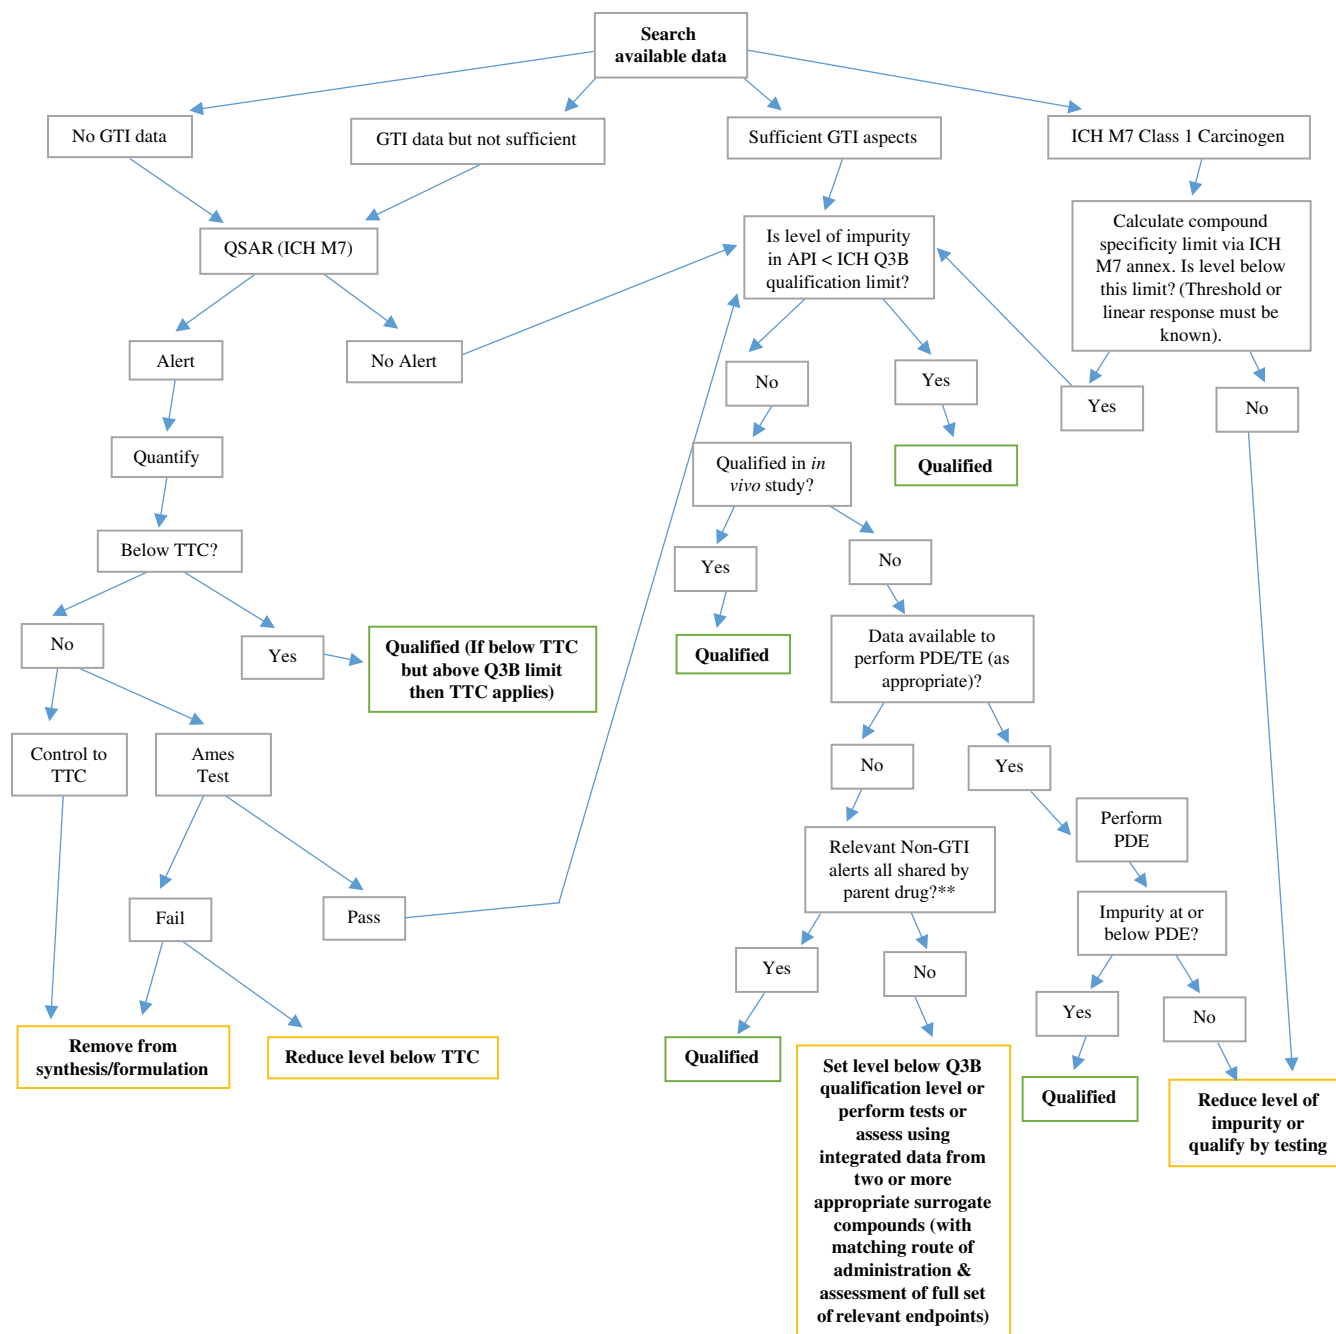 Search
available data
No GTI data
GTI data but not sufficient
Sufficient GTI aspects
ICH M7 Class 1 Carcinogen
QSAR (ICH M7)
Is level of impurity
in API < ICH Q3B
qualification limit?
Calculate compound
specificity limit via ICH
M7 annex. Is level below
this limit? (Threshold or
linear response must be
known).
Alert
No Alert
No
Yes
Yes
No
Quantify
Qualified in in
vivo study?
Qualified
Below TTC?
Yes
No
No
Yes
Qualified (If below TTC
but above Q3B limit
then TTC applies)
Qualified
Data available to
perform PDE/TE (as
appropriate)?
Control to
TTC
Ames
Test
No
Yes
Perform
PDE
Relevant Non-GTI
alerts all shared by
parent drug?**
Fail
Pass
Impurity at or
below PDE?
Yes
No
Yes
No
Remove from
synthesis/formulation
Reduce level below TTC
Qualified
Set level below Q3B
qualification level or
perform tests or
assess using
integrated data from
two or more
appropriate surrogate
compounds (with
matching route of
administration &
assessment of full set
of relevant endpoints)
Qualified
Reduce level of
impurity or
qualify by testing